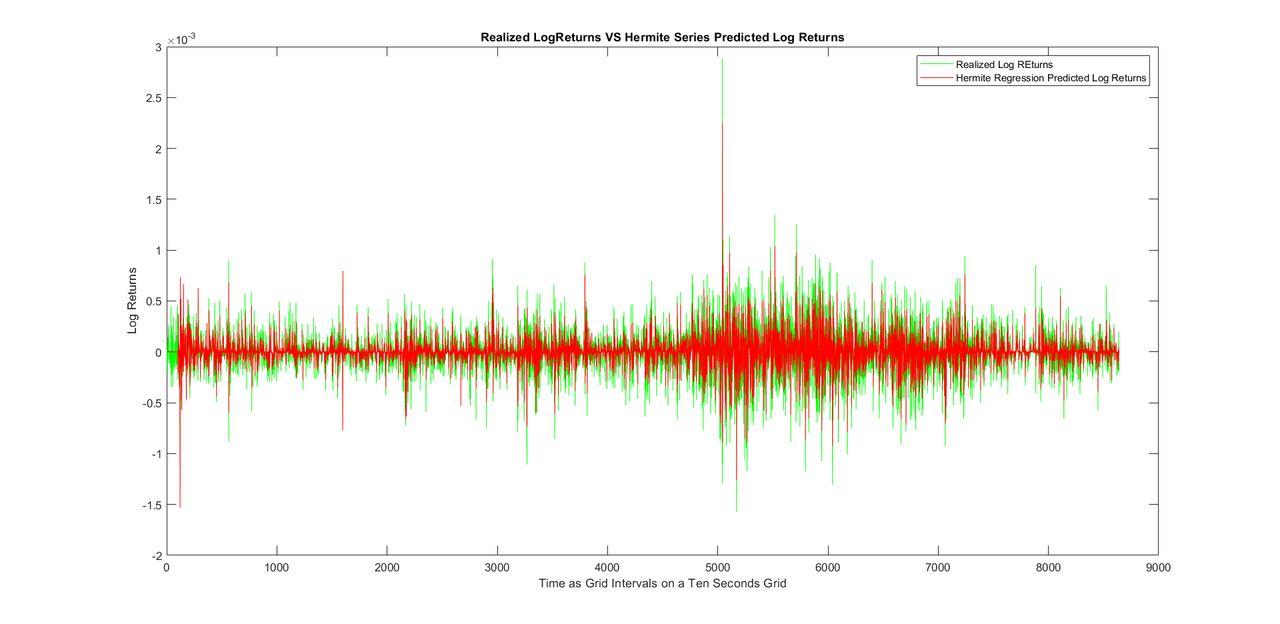 Realized LogReturns VS Hermite Series Predicted Log Returns
×10⁻³
3
2.5
2
1.5
1
0.5
0
-0.5
-1
-1.5
-2
Log Returns
Realized Log REturns
Hermite Regression Predicted Log Returns
0 1000 2000 3000 4000 5000 6000 7000 8000 9000
Time as Grid Intervals on a Ten Seconds Grid